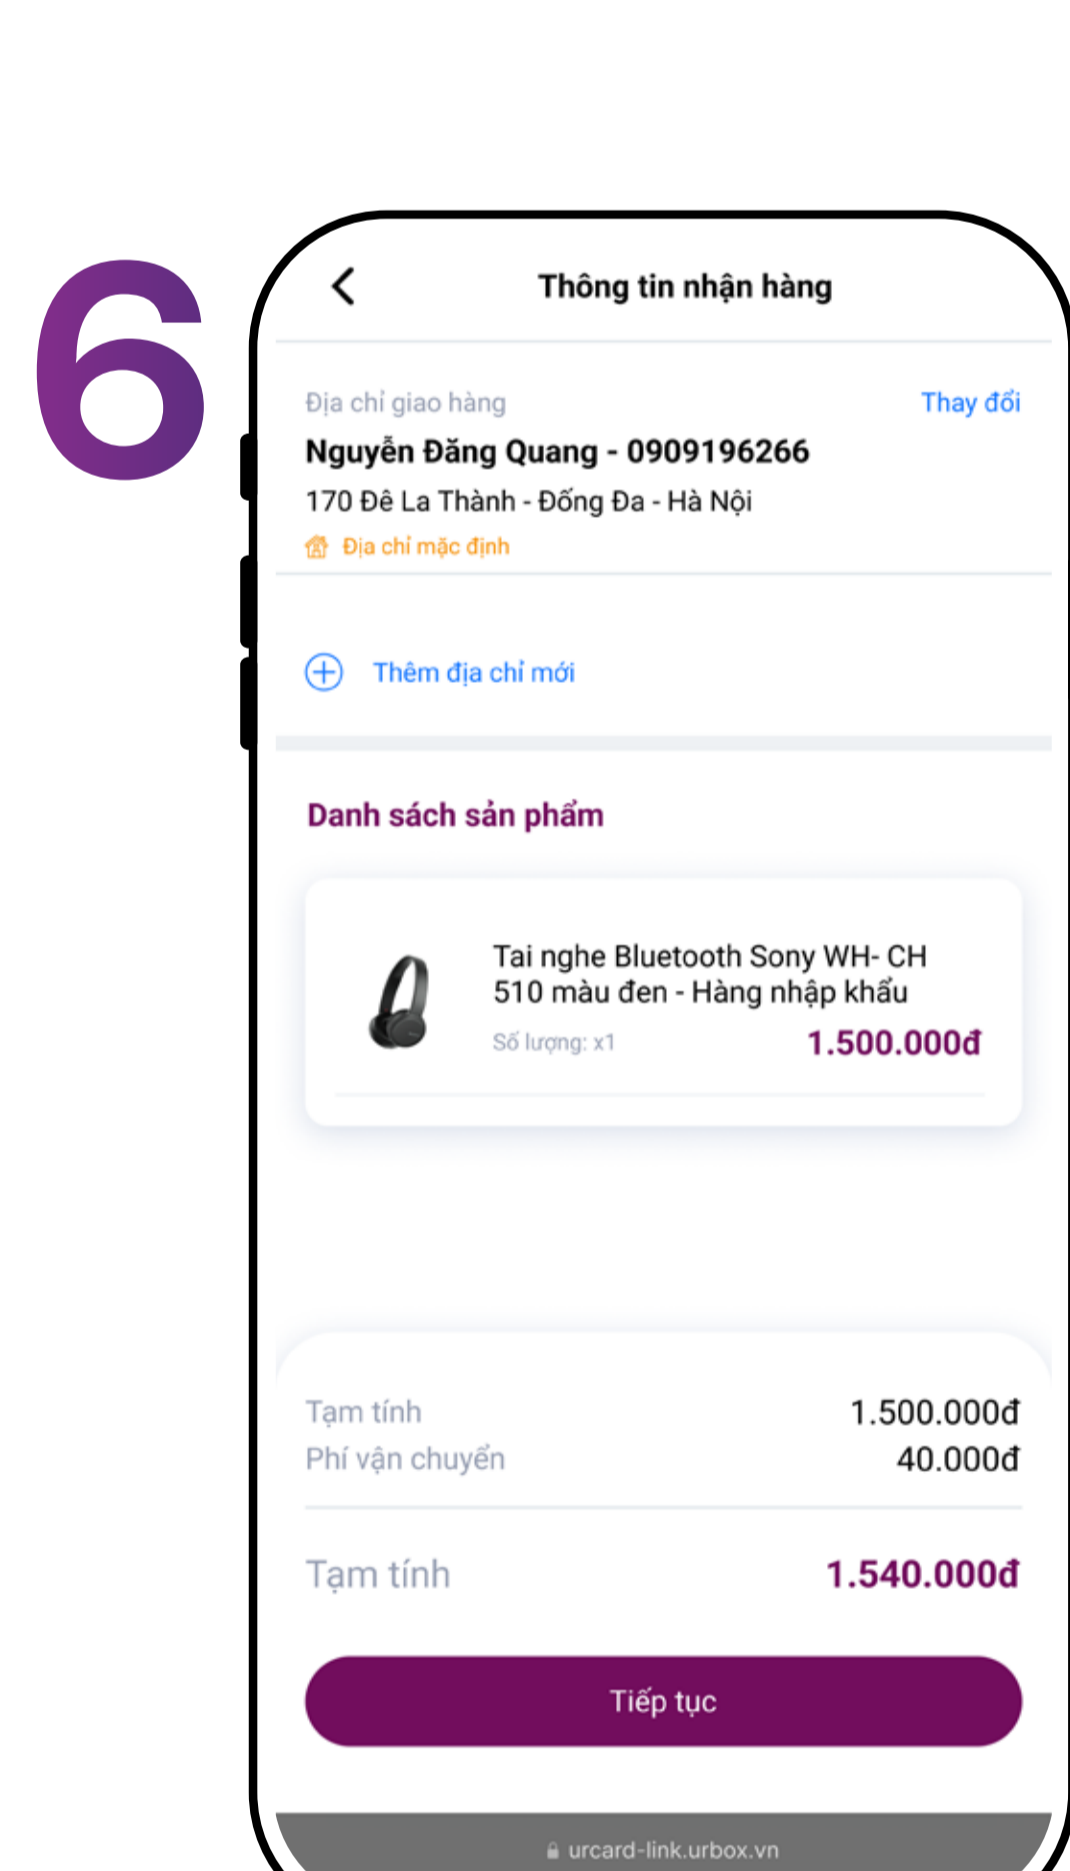 6
Thông tin nhận hàng
Địa chỉ giao hàng
Thay đổi
Nguyễn Đăng Quang - 0909196266
170 Đê La Thành - Đống Đa - Hà Nội
Địa chỉ mặc định
Thêm địa chỉ mới
Danh sách sản phẩm
Tai nghe Bluetooth Sony WH- CH
510 màu đen - Hàng nhập khẩu
Số lượng: x1
1.500.000đ
Tạm tính
1.500.000đ
Phí vận chuyển
40.000đ
Tạm tính
1.540.000đ
Tiếp tục
urcard-link.urbox.vn